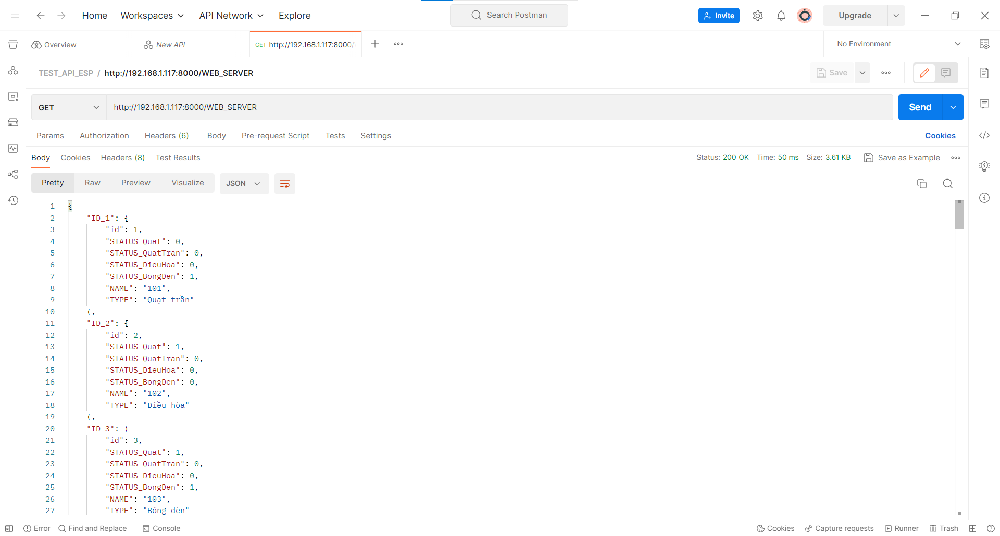 Home Workspaces API Network Explore Search Postman Invite Upgrade
Overview New API GET http://192.168.1.117:8000/ No Environment
TEST_API_ESP / http://192.168.1.117:8000/WEB_SERVER Save
GET http://192.168.1.117:8000/WEB_SERVER Send
Params Authorization Headers (6) Body Pre-request Script Tests Settings Cookies
Body Cookies Headers (8) Test Results Status: 200 OK Time: 50 ms Size: 3.61 KB Save as Example
Pretty Raw Preview Visualize JSON
1 {
2 "ID_1": {
3 "id": 1,
4 "STATUS_Quat": 0,
5 "STATUS_QuatTran": 0,
6 "STATUS_DieuHoa": 0,
7 "STATUS_BongDen": 1,
8 "NAME": "101",
9 "TYPE": "Quạt trần"
10 },
11 "ID_2": {
12 "id": 2,
13 "STATUS_Quat": 1,
14 "STATUS_QuatTran": 0,
15 "STATUS_DieuHoa": 0,
16 "STATUS_BongDen": 0,
17 "NAME": "102",
18 "TYPE": "Điều hòa"
19 },
20 "ID_3": {
21 "id": 3,
22 "STATUS_Quat": 1,
23 "STATUS_QuatTran": 0,
24 "STATUS_DieuHoa": 0,
25 "STATUS_BongDen": 1,
26 "NAME": "103",
27 "TYPE": "Bóng đèn"
Error Find and Replace Console Cookies Capture requests Runner Trash